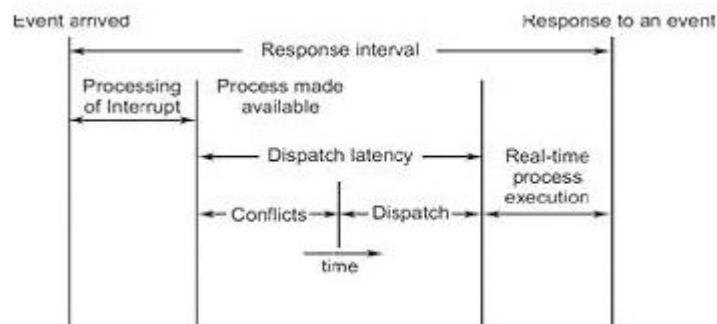 Event arrived
Response to an event
Response interval
Processing
of Interrupt
Process made
available
Dispatch latency
Real-time
process
execution
Conflicts
Dispatch
time